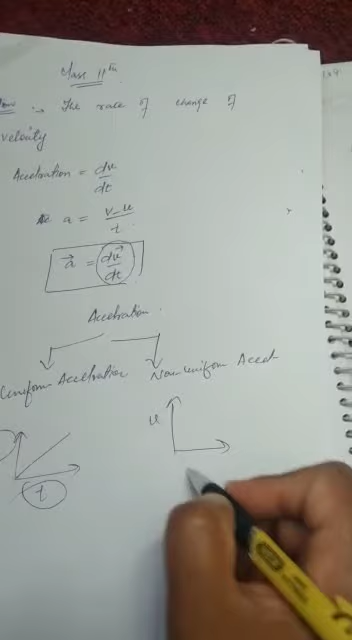 Class 11th
:- The rate of change of
velocity
Acceleration = dv/dt
a = v-u/t
a⃗ = dv⃗/dt
Acceleration
Uniform Acceleration Non-uniform Accel
v
t